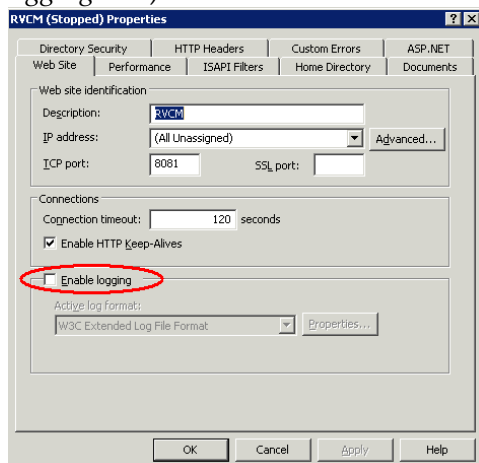 RVCM (Stopped) Properties
Directory Security HTTP Headers Custom Errors ASP.NET
Web Site Performance ISAPI Filters Home Directory Documents
Web site identification
Description: RVCM
IP address: (All Unassigned) Advanced...
TCP port: 8081 SSL port:
Connections
Connection timeout: 120 seconds
Enable HTTP Keep-Alives
Enable logging
Active log format:
W3C Extended Log File Format Properties...
OK Cancel Apply Help